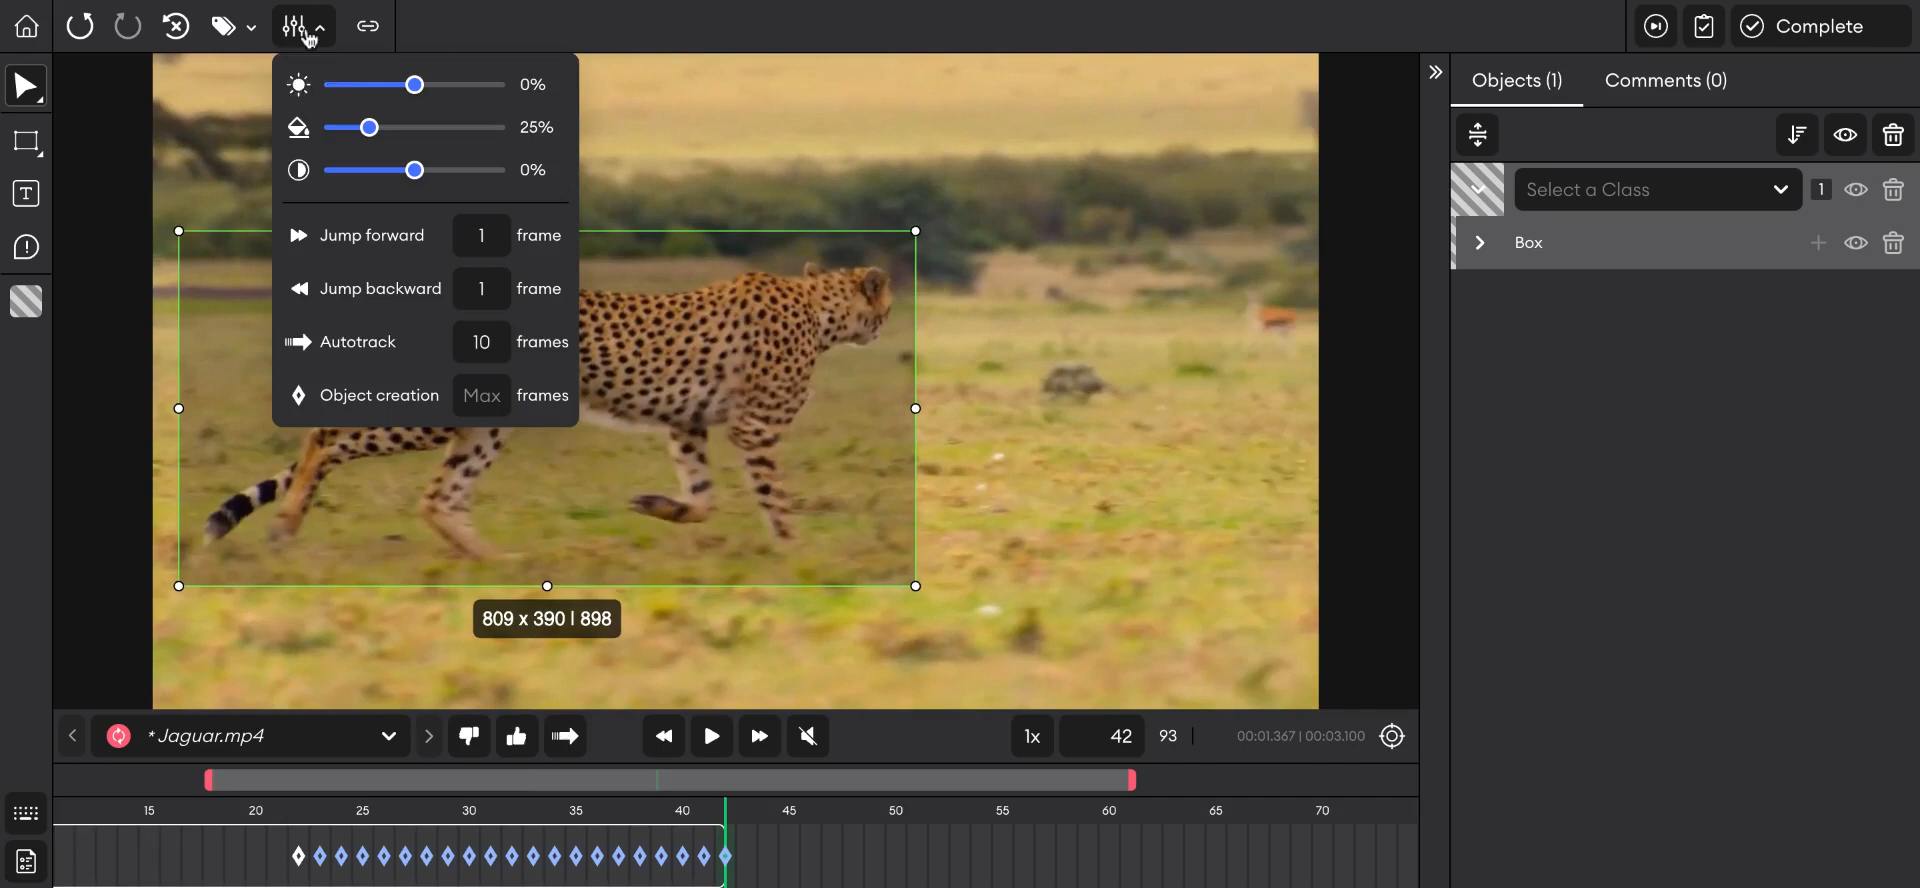 Complete
0%
25%
0%
Jump forward 1 frame
Jump backward 1 frame
Autotrack 10 frames
Object creation Max frames
809 x 390 | 898
Objects (1) Comments (0)
Select a Class 1
Box
* Jaguar.mp4 1x 42 93 00:01.367 | 00:03.100
15 20 25 30 35 40 45 50 55 60 65 70